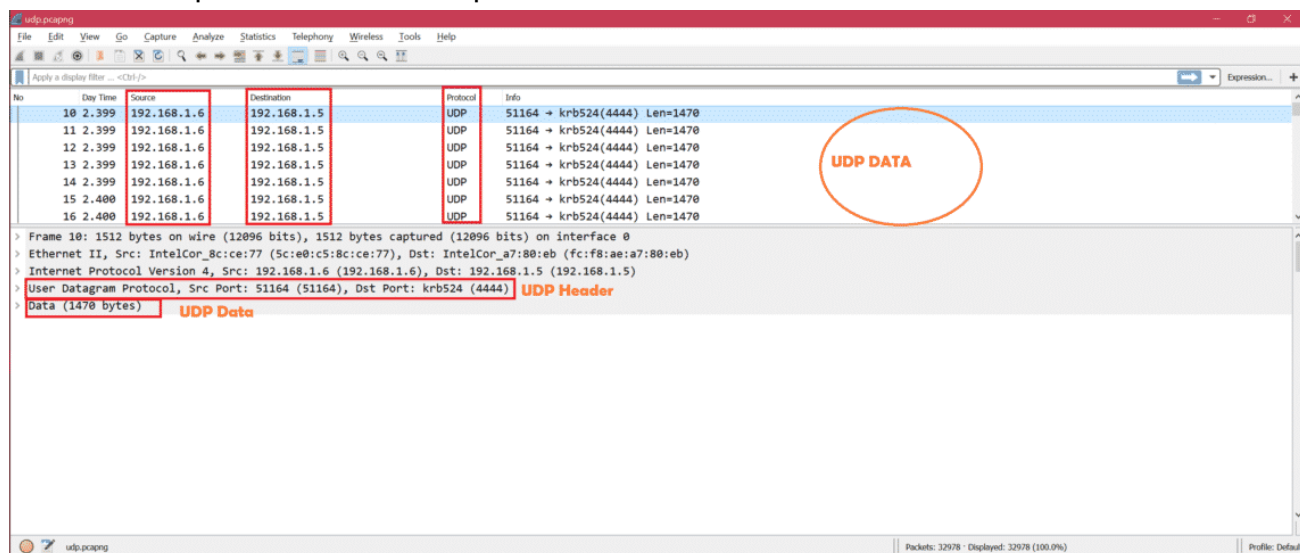 udp.pcapng
File Edit View Go Capture Analyze Statistics Telephony Wireless Tools Help
Apply a display filter ... <Ctrl-/> Expression... +
No Day Time Source Destination Protocol Info
10 2.399 192.168.1.6 192.168.1.5 UDP 51164 → krb524(4444) Len=1470
11 2.399 192.168.1.6 192.168.1.5 UDP 51164 → krb524(4444) Len=1470
12 2.399 192.168.1.6 192.168.1.5 UDP 51164 → krb524(4444) Len=1470
13 2.399 192.168.1.6 192.168.1.5 UDP 51164 → krb524(4444) Len=1470 UDP DATA
14 2.399 192.168.1.6 192.168.1.5 UDP 51164 → krb524(4444) Len=1470
15 2.400 192.168.1.6 192.168.1.5 UDP 51164 → krb524(4444) Len=1470
16 2.400 192.168.1.6 192.168.1.5 UDP 51164 → krb524(4444) Len=1470
> Frame 10: 1512 bytes on wire (12096 bits), 1512 bytes captured (12096 bits) on interface 0
> Ethernet II, Src: IntelCor_8c:ce:77 (5c:e0:c5:8c:ce:77), Dst: IntelCor_a7:80:eb (fc:f8:ae:a7:80:eb)
> Internet Protocol Version 4, Src: 192.168.1.6 (192.168.1.6), Dst: 192.168.1.5 (192.168.1.5)
> User Datagram Protocol, Src Port: 51164 (51164), Dst Port: krb524 (4444) UDP Header
> Data (1470 bytes) UDP Data
udp.pcapng Packets: 32978 · Displayed: 32978 (100.0%) Profile: Defaul